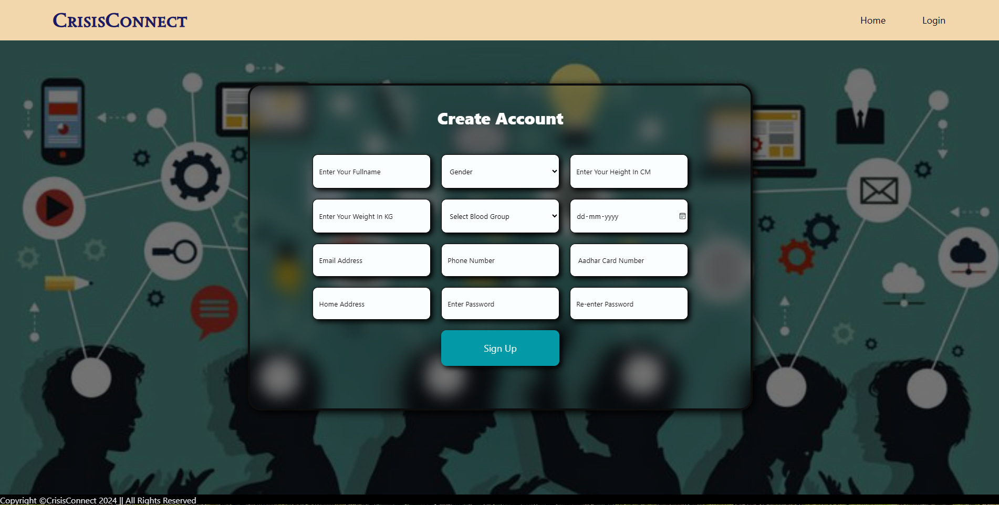 CrisisConnect
Home Login
Create Account
Enter Your Fullname Gender Enter Your Height In CM
Enter Your Weight In KG Select Blood Group dd-mm-yyyy
Email Address Phone Number Aadhar Card Number
Home Address Enter Password Re-enter Password
Sign Up
Copyright ©CrisisConnect 2024 || All Rights Reserved